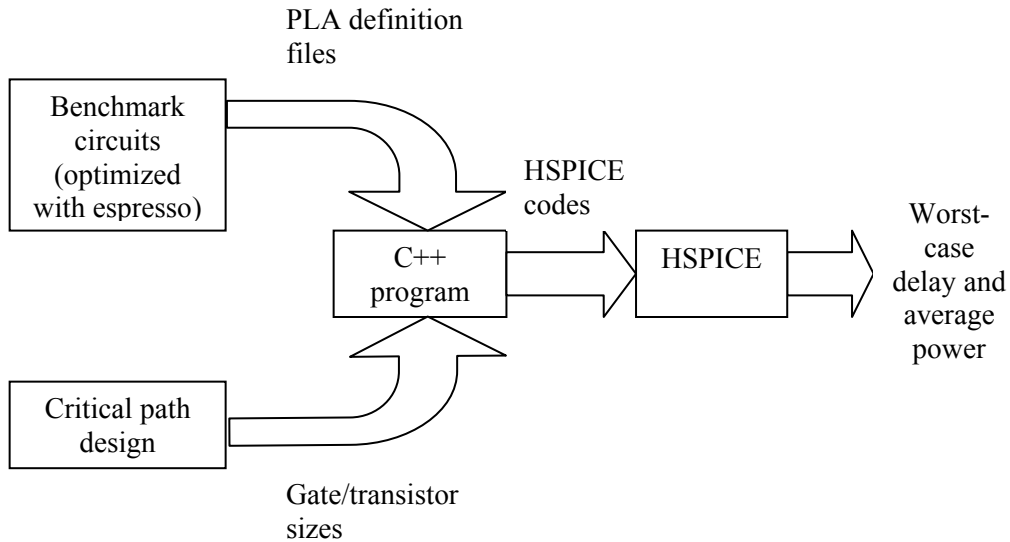 PLA definition
files
Benchmark
circuits
(optimized
with espresso)
HSPICE
codes
C++
program
HSPICE
Worst-
case
delay and
average
power
Critical path
design
Gate/transistor
sizes